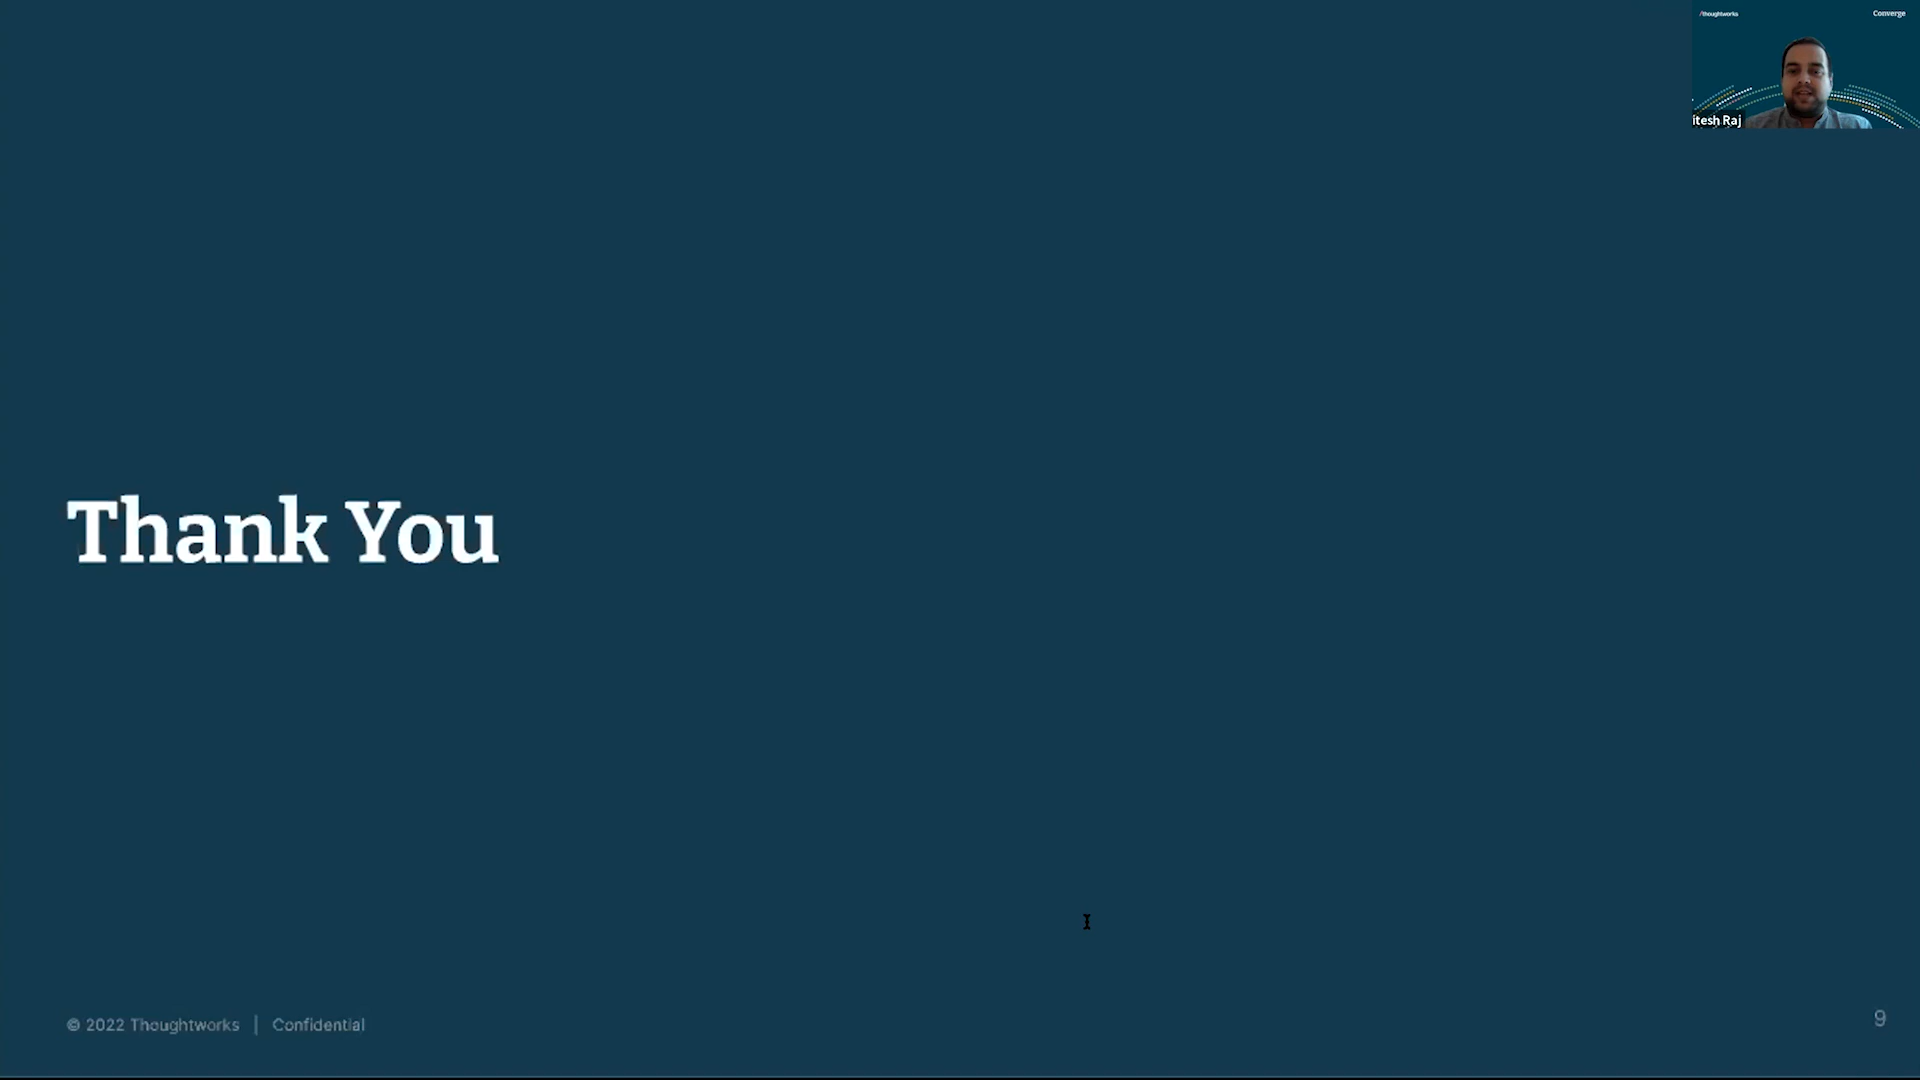 /thoughtworks
Converge
itesh Raj
Thank You
© 2022 Thoughtworks | Confidential
9